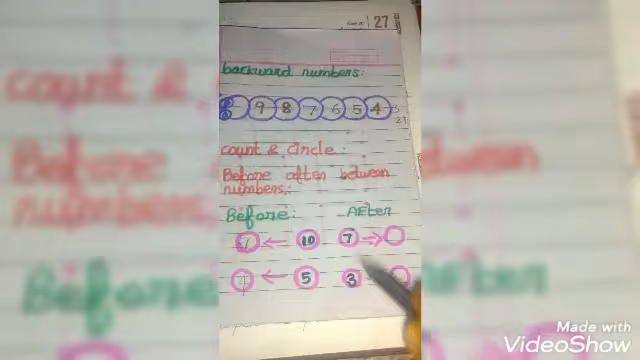 27
backward numbers:
9 8 7 6 5 4
count & circle:
Before after between
numbers:
Before: After
← 10 7 →
4 ← 5 3
Made with
VideoShow